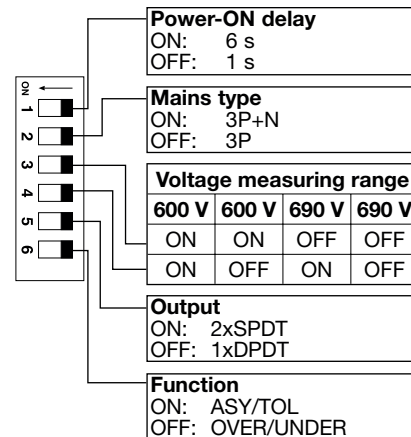 Power-ON delay
ON: 6 s
OFF: 1 s
ON
1
2
3
4
5
6
Mains type
ON: 3P+N
OFF: 3P
Voltage measuring range
600 V 600 V 690 V 690 V
ON ON OFF OFF
ON OFF ON OFF
Output
ON: 2xSPDT
OFF: 1xDPDT
Function
ON: ASY/TOL
OFF: OVER/UNDER